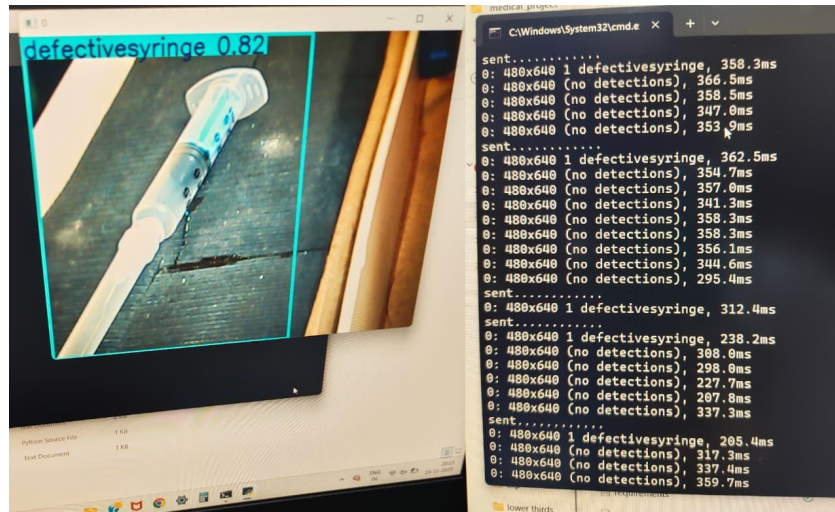 0
defectivesyringe 0.82
Python Source File
1 KB
Text Document
1 KB
ENG
medical project
C:\Windows\System32\cmd.e
sent............
0: 480x640 1 defectivesyringe, 358.3ms
0: 480x640 (no detections), 366.5ms
0: 480x640 (no detections), 358.5ms
0: 480x640 (no detections), 347.0ms
0: 480x640 (no detections), 353.9ms
sent............
0: 480x640 1 defectivesyringe, 362.5ms
0: 480x640 (no detections), 354.7ms
0: 480x640 (no detections), 357.0ms
0: 480x640 (no detections), 341.3ms
0: 480x640 (no detections), 358.3ms
0: 480x640 (no detections), 358.3ms
0: 480x640 (no detections), 356.1ms
0: 480x640 (no detections), 344.6ms
0: 480x640 (no detections), 295.4ms
sent............
0: 480x640 1 defectivesyringe, 312.4ms
sent............
0: 480x640 1 defectivesyringe, 238.2ms
0: 480x640 (no detections), 308.0ms
0: 480x640 (no detections), 298.0ms
0: 480x640 (no detections), 227.7ms
0: 480x640 (no detections), 207.8ms
0: 480x640 (no detections), 337.3ms
sent............
0: 480x640 1 defectivesyringe, 205.4ms
0: 480x640 (no detections), 317.3ms
0: 480x640 (no detections), 337.4ms
0: 480x640 (no detections), 359.7ms
requirements
lower thirds